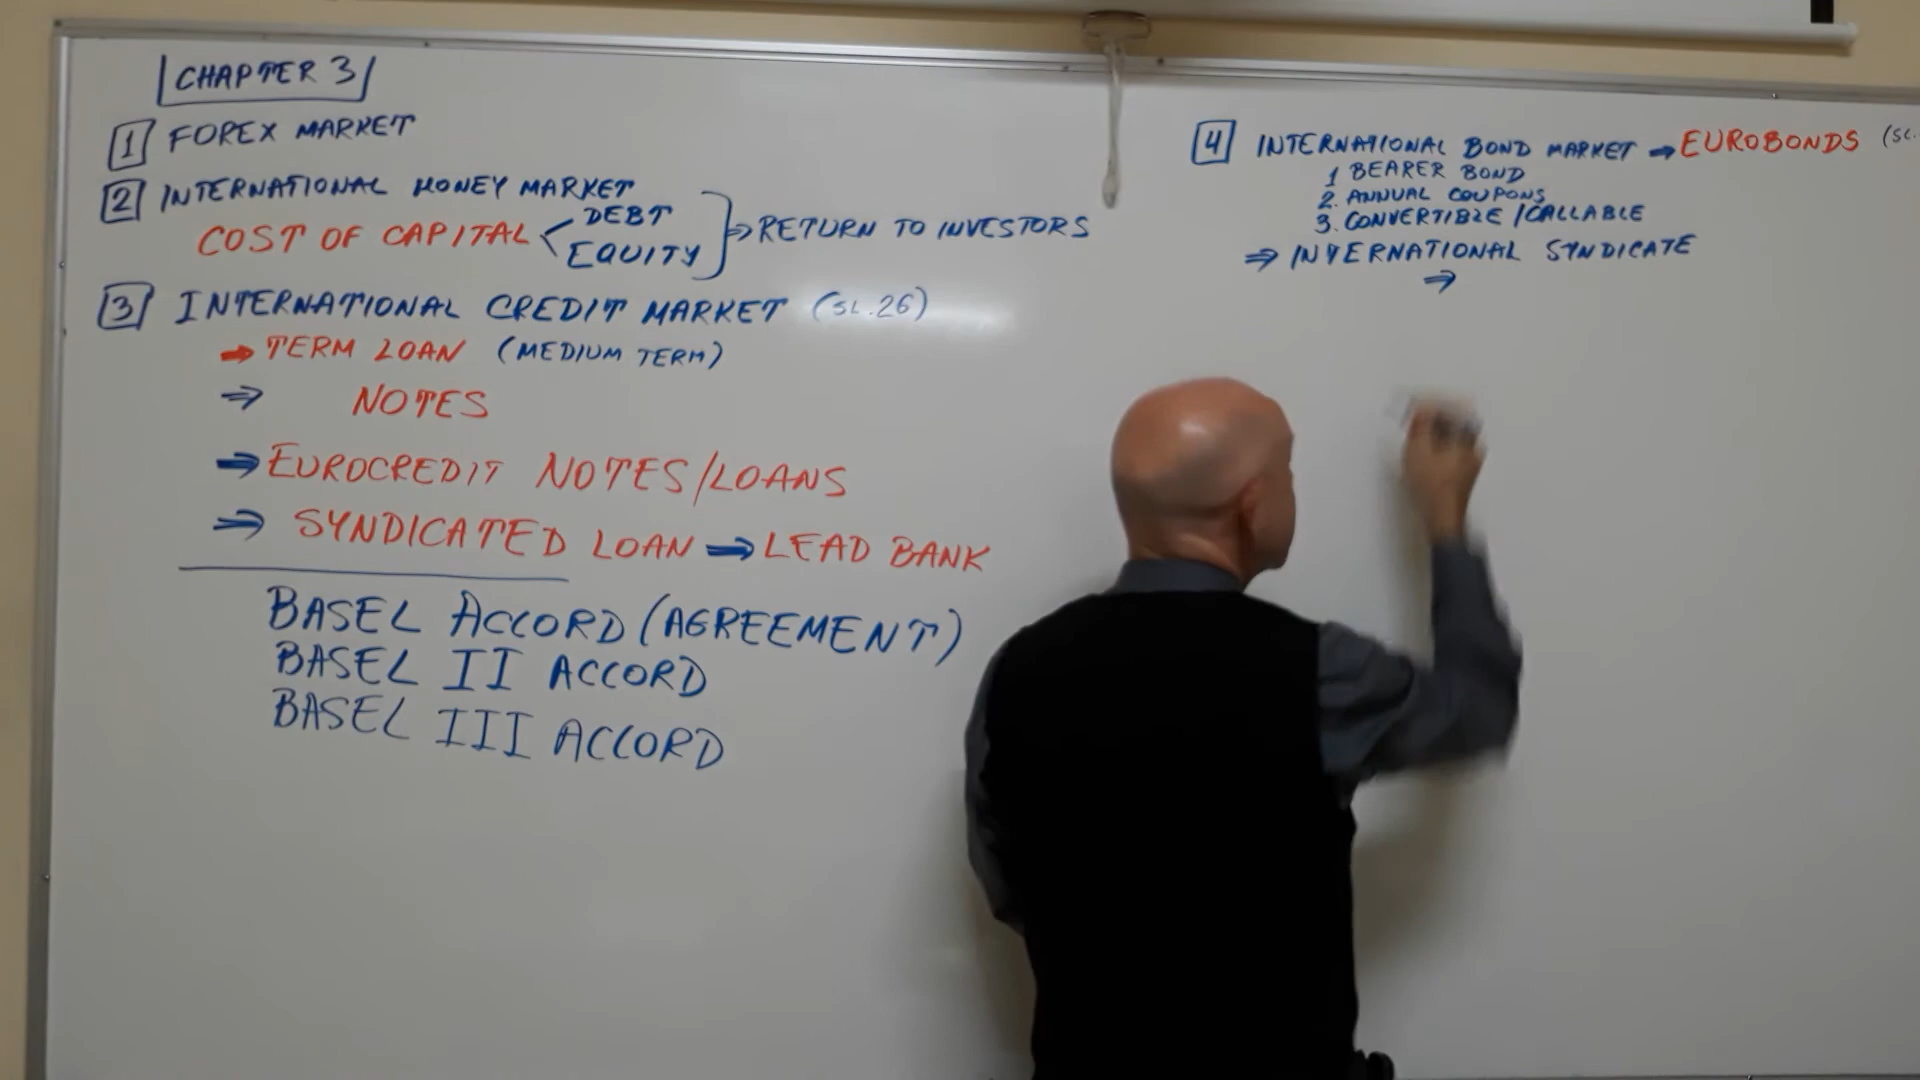 CHAPTER 3
1 FOREX MARKET
2 INTERNATIONAL MONEY MARKET
COST OF CAPITAL < DEBT
EQUITY
⇒ RETURN TO INVESTORS
3 INTERNATIONAL CREDIT MARKET (SL.26)
→ TERM LOAN (MEDIUM TERM)
⇒ NOTES
⇒ EUROCREDIT NOTES/LOANS
⇒ SYNDICATED LOAN ⇒ LEAD BANK
BASEL ACCORD (AGREEMENT)
BASEL II ACCORD
BASEL III ACCORD
4 INTERNATIONAL BOND MARKET → EUROBONDS (SL.
1 BEARER BOND
2. ANNUAL COUPONS
3. CONVERTIBLE/CALLABLE
⇒ INTERNATIONAL SYNDICATE
⇒